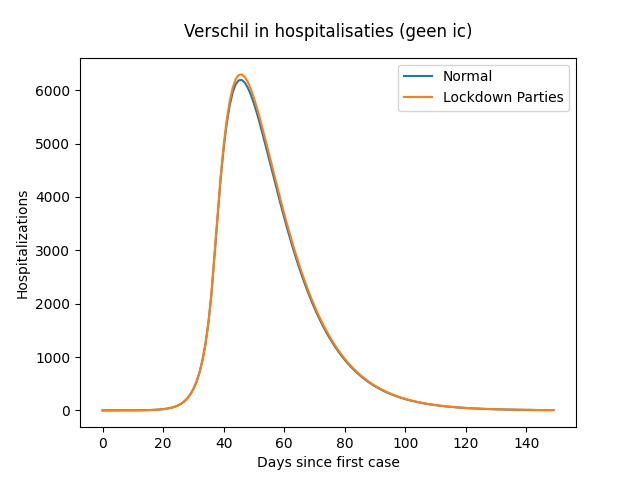 Verschil in hospitalisaties (geen ic)
Normal
Lockdown Parties
Hospitalizations
6000
5000
4000
3000
2000
1000
0
0 20 40 60 80 100 120 140
Days since first case